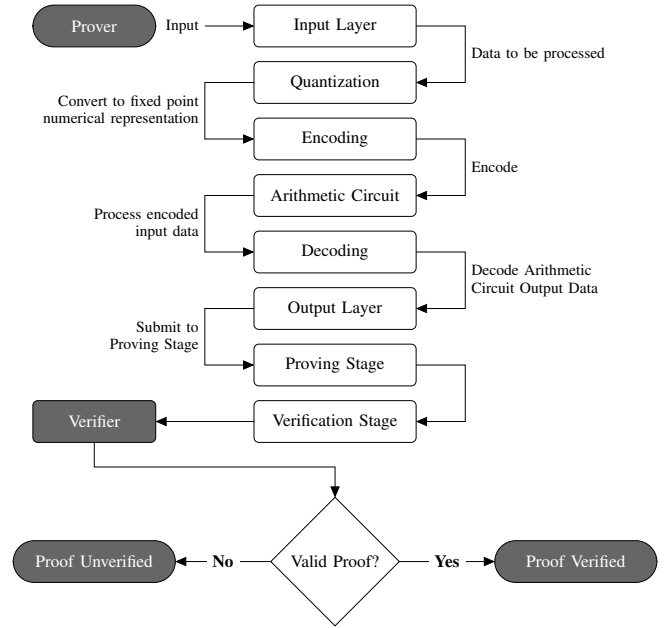 Prover
Input
Input Layer
Data to be processed
Quantization
Convert to fixed point
numerical representation
Encoding
Encode
Arithmetic Circuit
Process encoded
input data
Decoding
Decode Arithmetic
Circuit Output Data
Output Layer
Submit to
Proving Stage
Proving Stage
Verifier
Verification Stage
Proof Unverified
No
Valid Proof?
Yes
Proof Verified